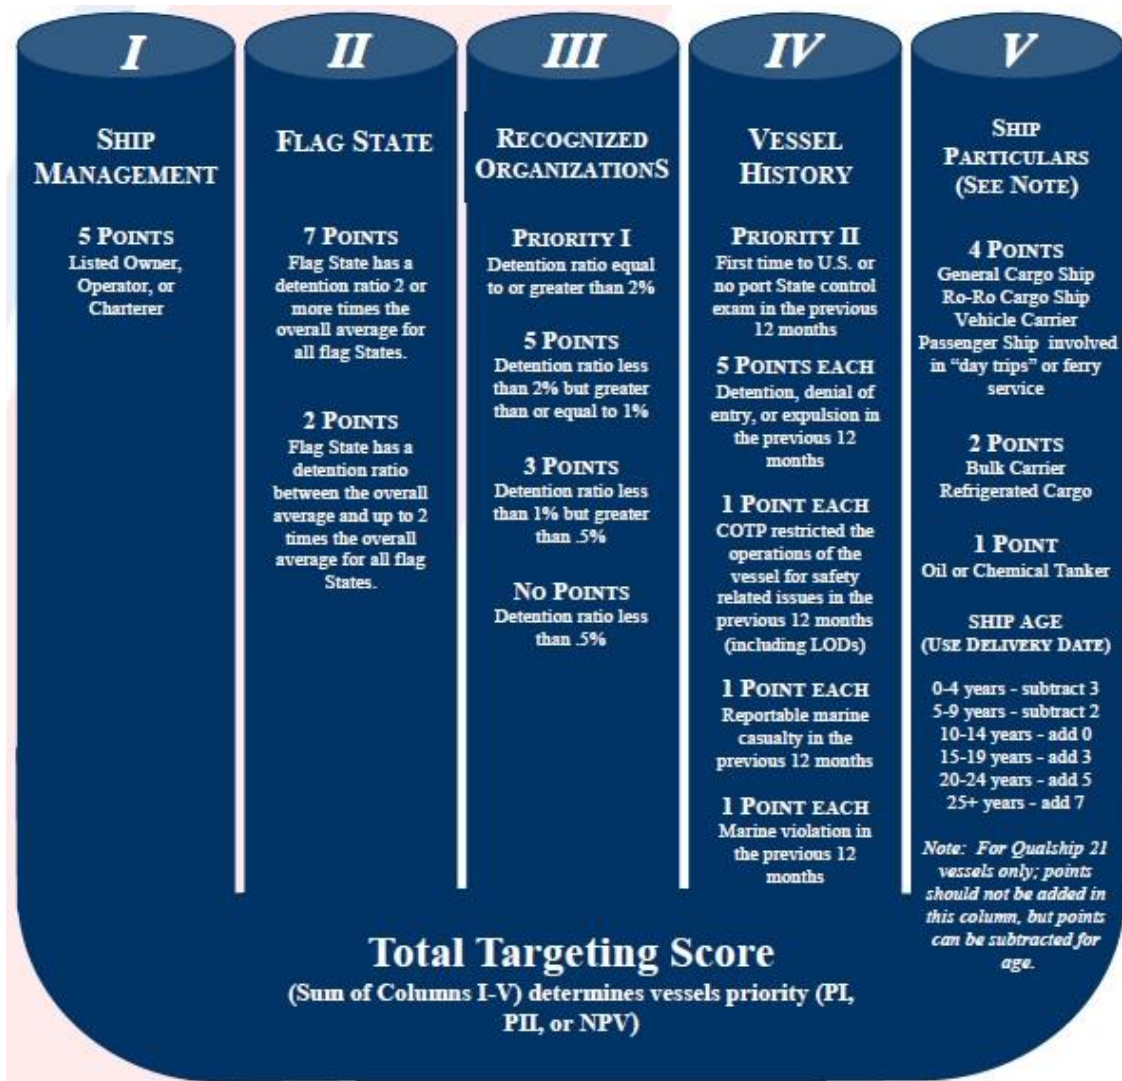 I
SHIP
MANAGEMENT
5 POINTS
Listed Owner,
Operator, or
Charterer
II
FLAG STATE
7 POINTS
Flag State has a
detention ratio 2 or
more times the
overall average for
all flag States.
2 POINTS
Flag State has a
detention ratio
between the overall
average and up to 2
times the overall
average for all flag
States.
III
RECOGNIZED
ORGANIZATIONS
PRIORITY I
Detention ratio equal
to or greater than 2%
5 POINTS
Detention ratio less
than 2% but greater
than or equal to 1%
3 POINTS
Detention ratio less
than 1% but greater
than .5%
NO POINTS
Detention ratio less
than .5%
IV
VESSEL
HISTORY
PRIORITY II
First time to U.S. or
no port State control
exam in the previous
12 months
5 POINTS EACH
Detention, denial of
entry, or expulsion in
the previous 12
months
1 POINT EACH
COTP restricted the
operations of the
vessel for safety
related issues in the
previous 12 months
(including LODs)
1 POINT EACH
Reportable marine
casualty in the
previous 12 months
1 POINT EACH
Marine violation in
the previous 12
months
V
SHIP
PARTICULARS
(SEE NOTE)
4 POINTS
General Cargo Ship
Ro-Ro Cargo Ship
Vehicle Carrier
Passenger Ship involved
in “day trips” or ferry
service
2 POINTS
Bulk Carrier
Refrigerated Cargo
1 POINT
Oil or Chemical Tanker
SHIP AGE
(USE DELIVERY DATE)
0-4 years - subtract 3
5-9 years - subtract 2
10-14 years - add 0
15-19 years - add 3
20-24 years - add 5
25+ years - add 7
Note: For Qualship 21
vessels only; points
should not be added in
this column, but points
can be subtracted for
age.
Total Targeting Score
(Sum of Columns I-V) determines vessels priority (PI,
PII, or NPV)